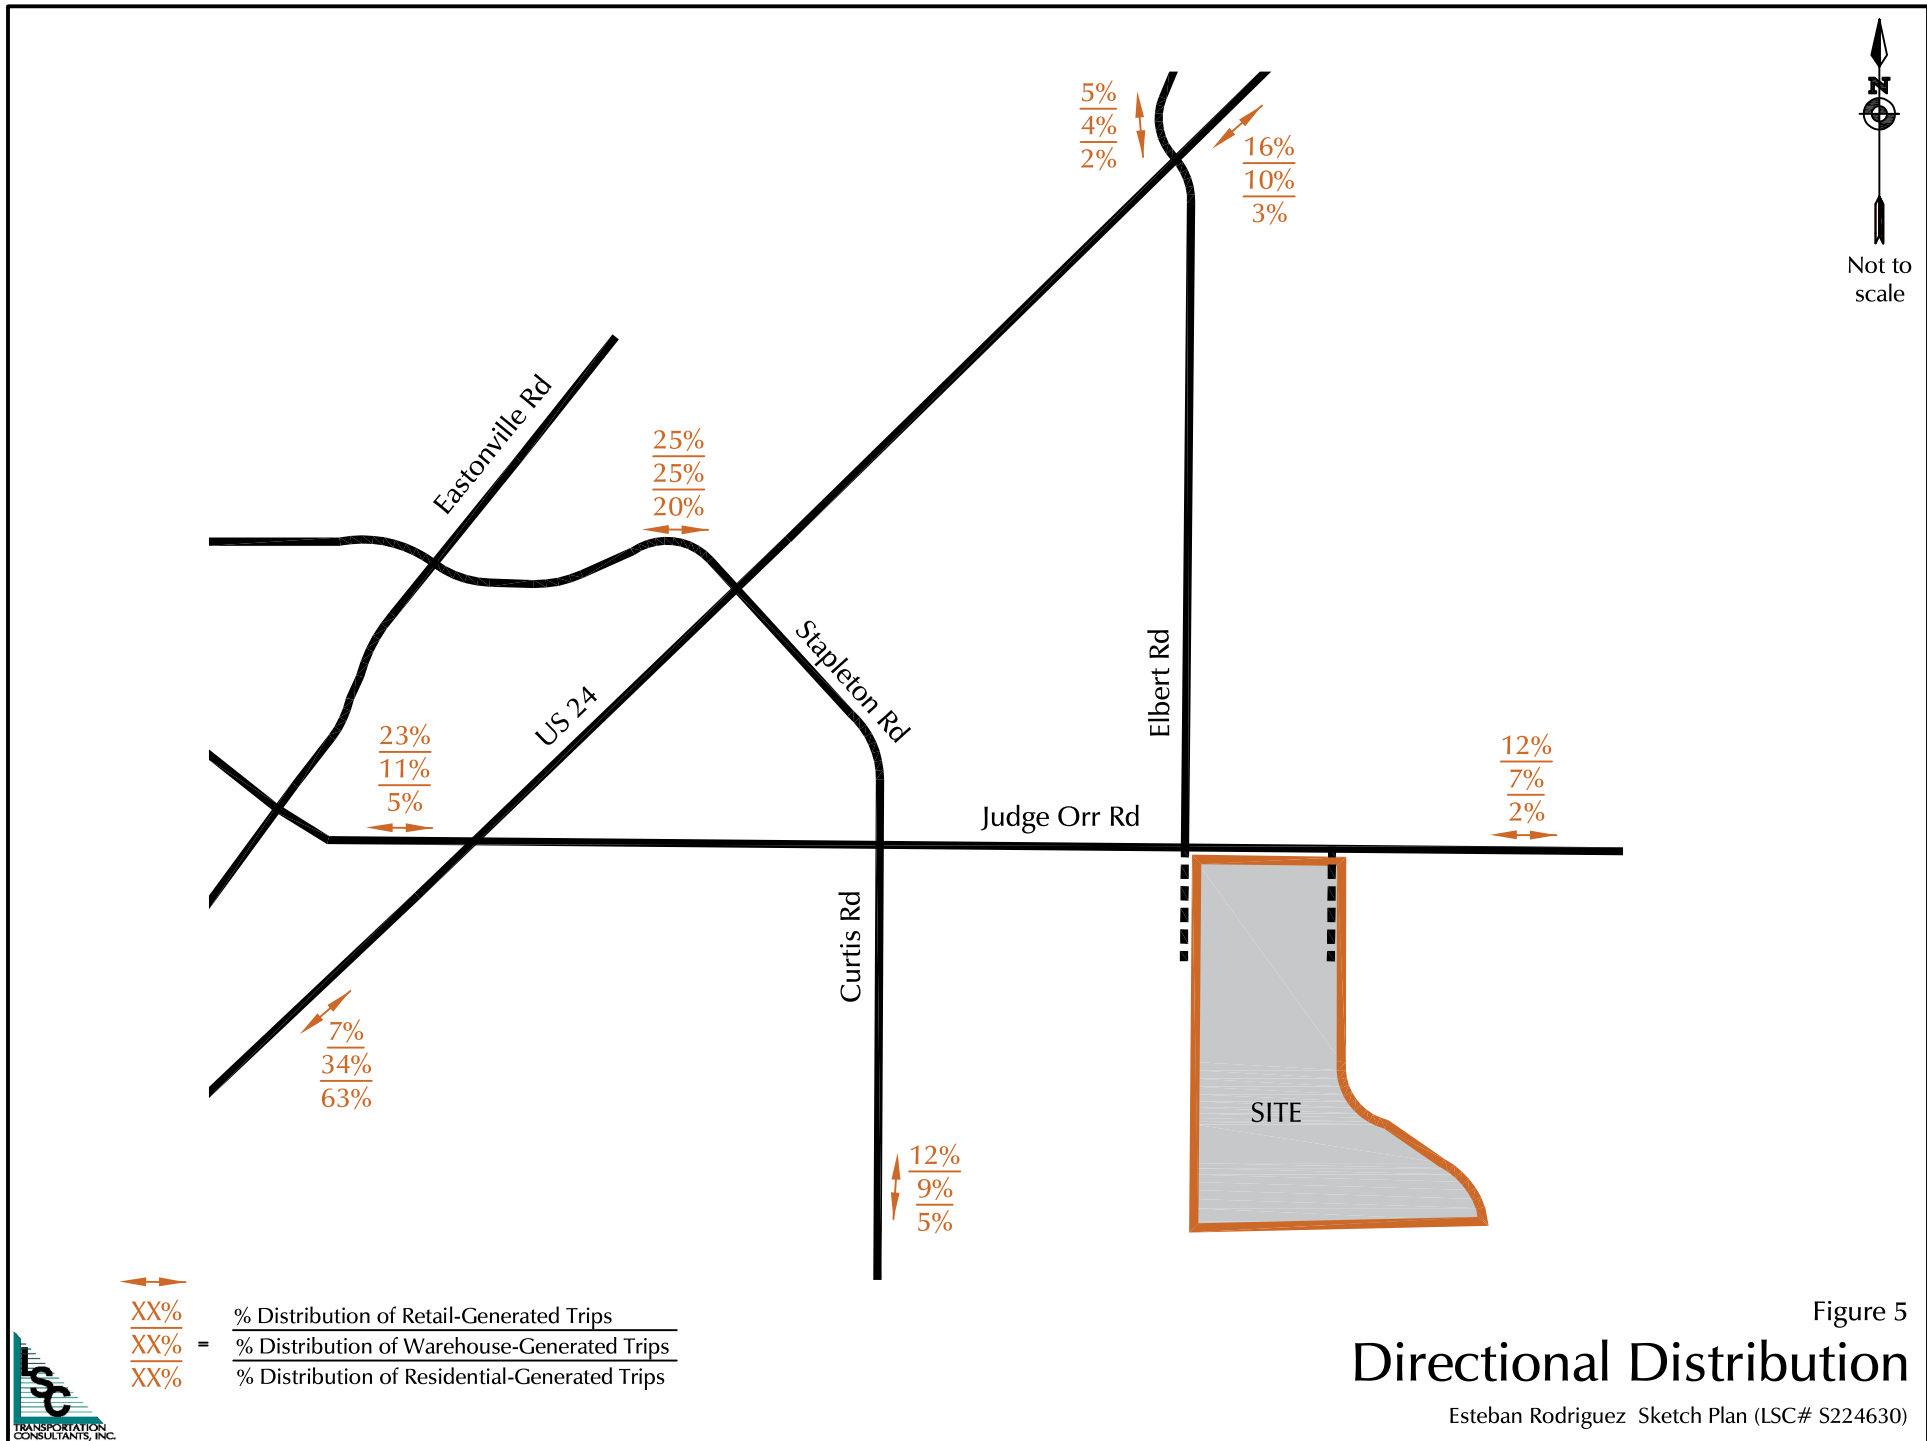 5%
4%
2%
16%
10%
3%
N
Not to
scale
Eastonville Rd
25%
25%
20%
Stapleton Rd
US 24
Elbert Rd
23%
11%
5%
Judge Orr Rd
12%
7%
2%
Curtis Rd
7%
34%
63%
SITE
12%
9%
5%
XX%
XX%
XX%
=
% Distribution of Retail-Generated Trips
% Distribution of Warehouse-Generated Trips
% Distribution of Residential-Generated Trips
LSC
TRANSPORTATION
CONSULTANTS, INC.
Figure 5
Directional Distribution
Esteban Rodriguez Sketch Plan (LSC# S224630)